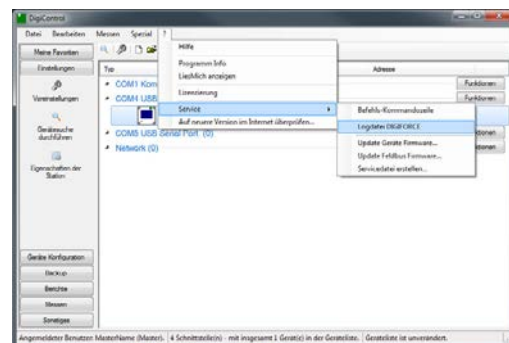 DigiControl
Datei Bearbeiten Messen Spezial ?
Meine Favoriten
Einstellungen
Voreinstellungen
Gerätesuche durchführen
Eigenschaften der Station
Geräte Konfiguration
Backup
Berichte
Messen
Sonstiges
Typ
Adresse
COM1 Kom
Funktionen
COM4 USB
Funktionen
COM5 USB Serial Port (0)
Network (0)
Hilfe
Programm Info
LiesMich anzeigen
Lizenzierung
Service
Auf neuere Version im Internet überprüfen...
Befehls-Kommandozeile
Logdatei DIGIFORCE
Update Geräte Firmware...
Update Feldbus Firmware...
Servicedatei erstellen...
Angemeldeter Benutzer: MasterName (Master). 4 Schnittstelle(n) - mit insgesamt 1 Gerät(e) in der Geräteliste. Geräteliste ist unverändert.